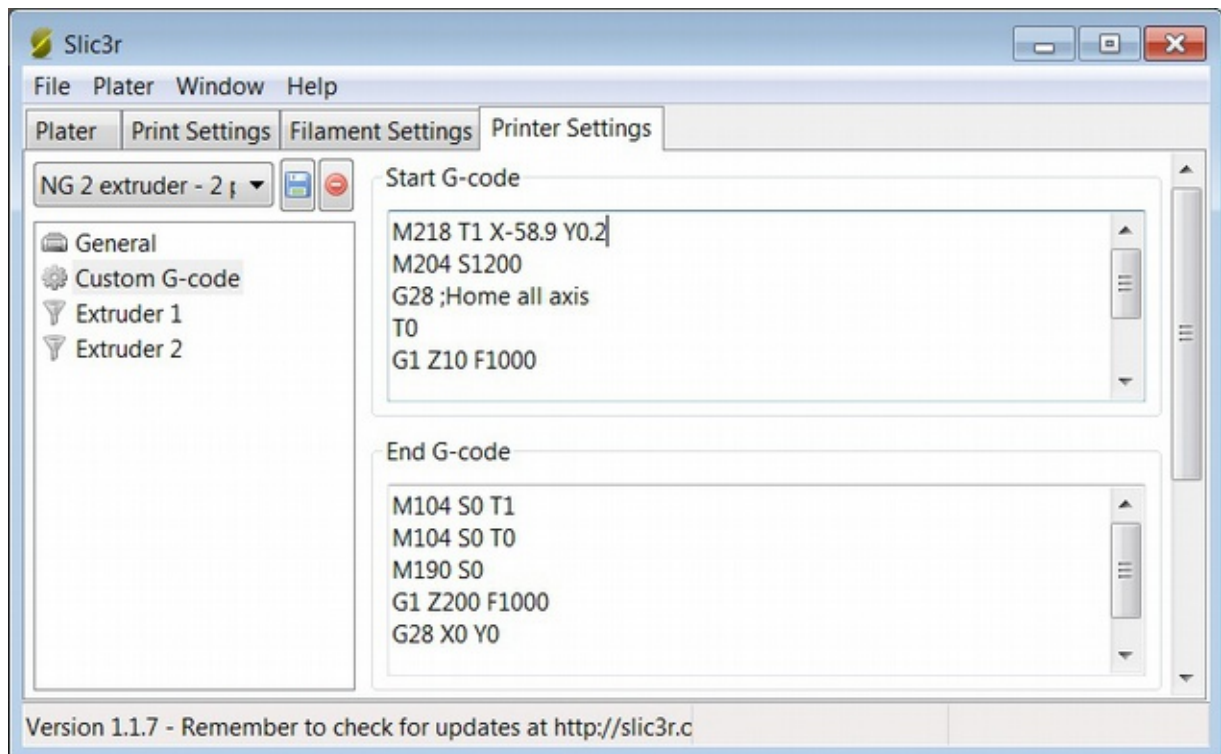 Slic3r
File Plater Window Help
Plater Print Settings Filament Settings Printer Settings
NG 2 extruder - 2
General
Custom G-code
Extruder 1
Extruder 2
Start G-code
M218 T1 X-58.9 Y0.2
M204 S1200
G28 ;Home all axis
T0
G1 Z10 F1000
End G-code
M104 S0 T1
M104 S0 T0
M190 S0
G1 Z200 F1000
G28 X0 Y0
Version 1.1.7 - Remember to check for updates at http://slic3r.c